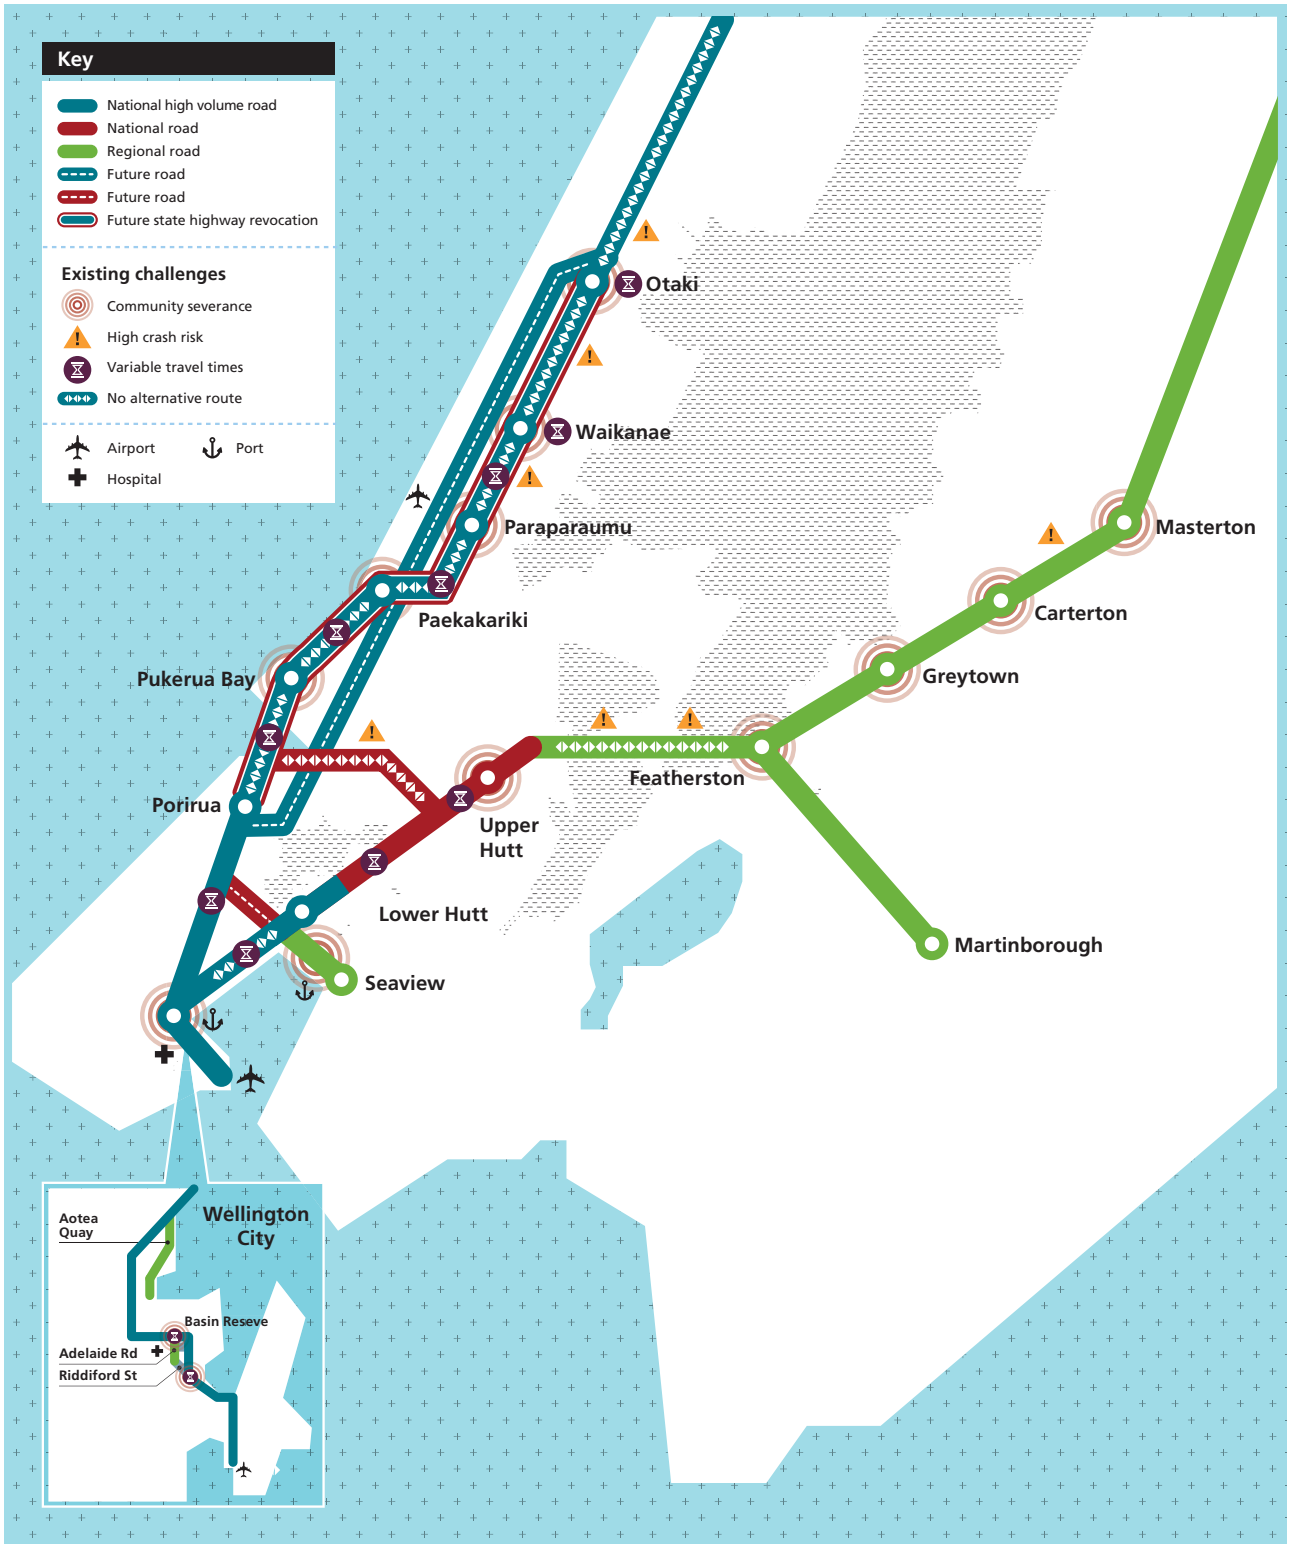 Key
National high volume road
National road
Regional road
Future road
Future road
Future state highway revocation
Existing challenges
Community severance
! High crash risk
Variable travel times
No alternative route
Airport
Port
Hospital
!
Otaki
!
Waikanae
!
Paraparaumu
Masterton
!
Carterton
Paekakariki
Pukerua Bay
Greytown
!
!
!
Featherston
Porirua
Upper
Hutt
Lower Hutt
Martinborough
Seaview
Wellington
City
Aotea
Quay
Basin Reseve
Adelaide Rd
Riddiford St